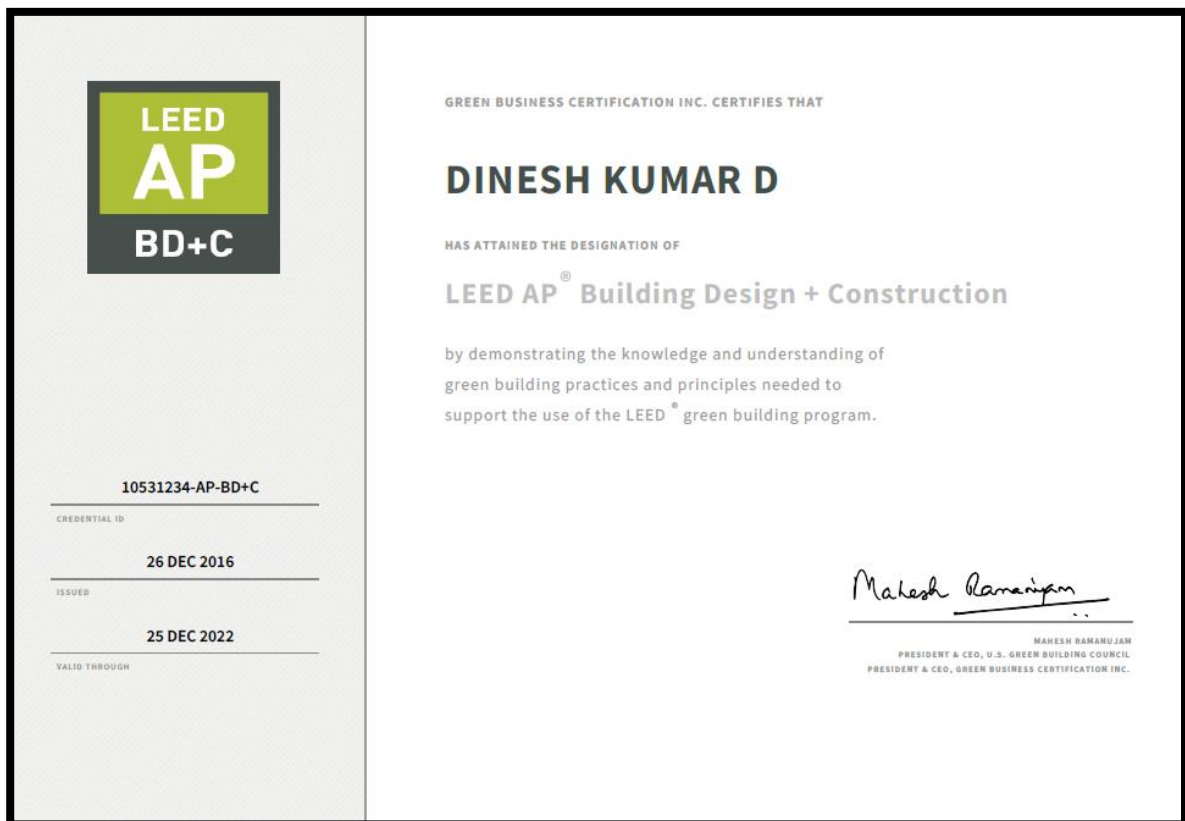 LEED
AP
BD+C
10531234-AP-BD+C
CREDENTIAL ID
26 DEC 2016
ISSUED
25 DEC 2022
VALID THROUGH
GREEN BUSINESS CERTIFICATION INC. CERTIFIES THAT
DINESH KUMAR D
HAS ATTAINED THE DESIGNATION OF
LEED AP® Building Design + Construction
by demonstrating the knowledge and understanding of
green building practices and principles needed to
support the use of the LEED ® green building program.
Mahesh Ramanujam
MAHESH RAMANUJAM
PRESIDENT & CEO, U.S. GREEN BUILDING COUNCIL
PRESIDENT & CEO, GREEN BUSINESS CERTIFICATION INC.